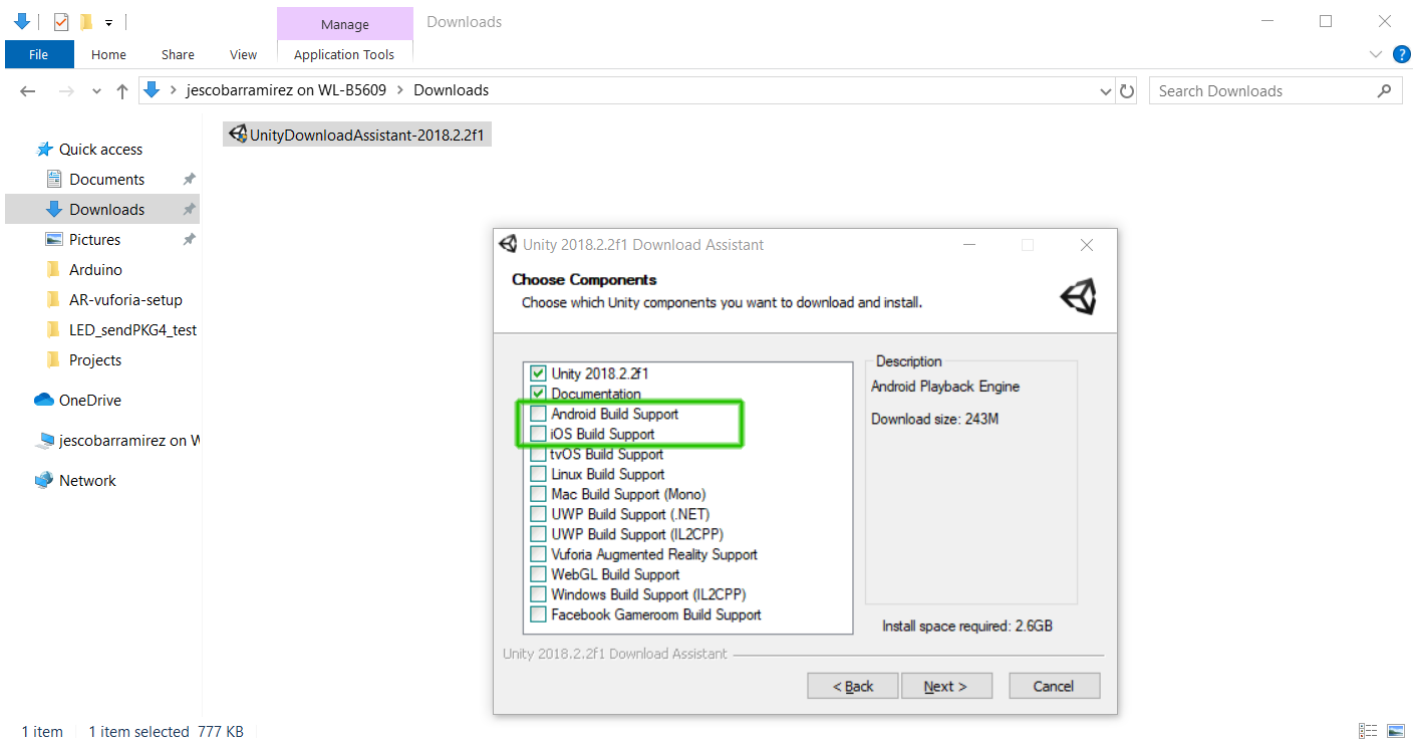 Manage
Downloads
File
Home
Share
View
Application Tools
?
jescobarramirez on WL-B5609 > Downloads
Search Downloads
Quick access
Documents
Downloads
Pictures
Arduino
AR-vuforia-setup
LED_sendPKG4_test
Projects
OneDrive
jescobarramirez on W
Network
UnityDownloadAssistant-2018.2.2f1
Unity 2018.2.2f1 Download Assistant
Choose Components
Choose which Unity components you want to download and install.
Unity 2018.2.2f1
Documentation
Android Build Support
iOS Build Support
tvOS Build Support
Linux Build Support
Mac Build Support (Mono)
UWP Build Support (.NET)
UWP Build Support (IL2CPP)
Vuforia Augmented Reality Support
WebGL Build Support
Windows Build Support (IL2CPP)
Facebook Gameroom Build Support
Description
Android Playback Engine
Download size: 243M
Install space required: 2.6GB
Unity 2018.2.2f1 Download Assistant
< Back
Next >
Cancel
1 item
1 item selected 777 KB